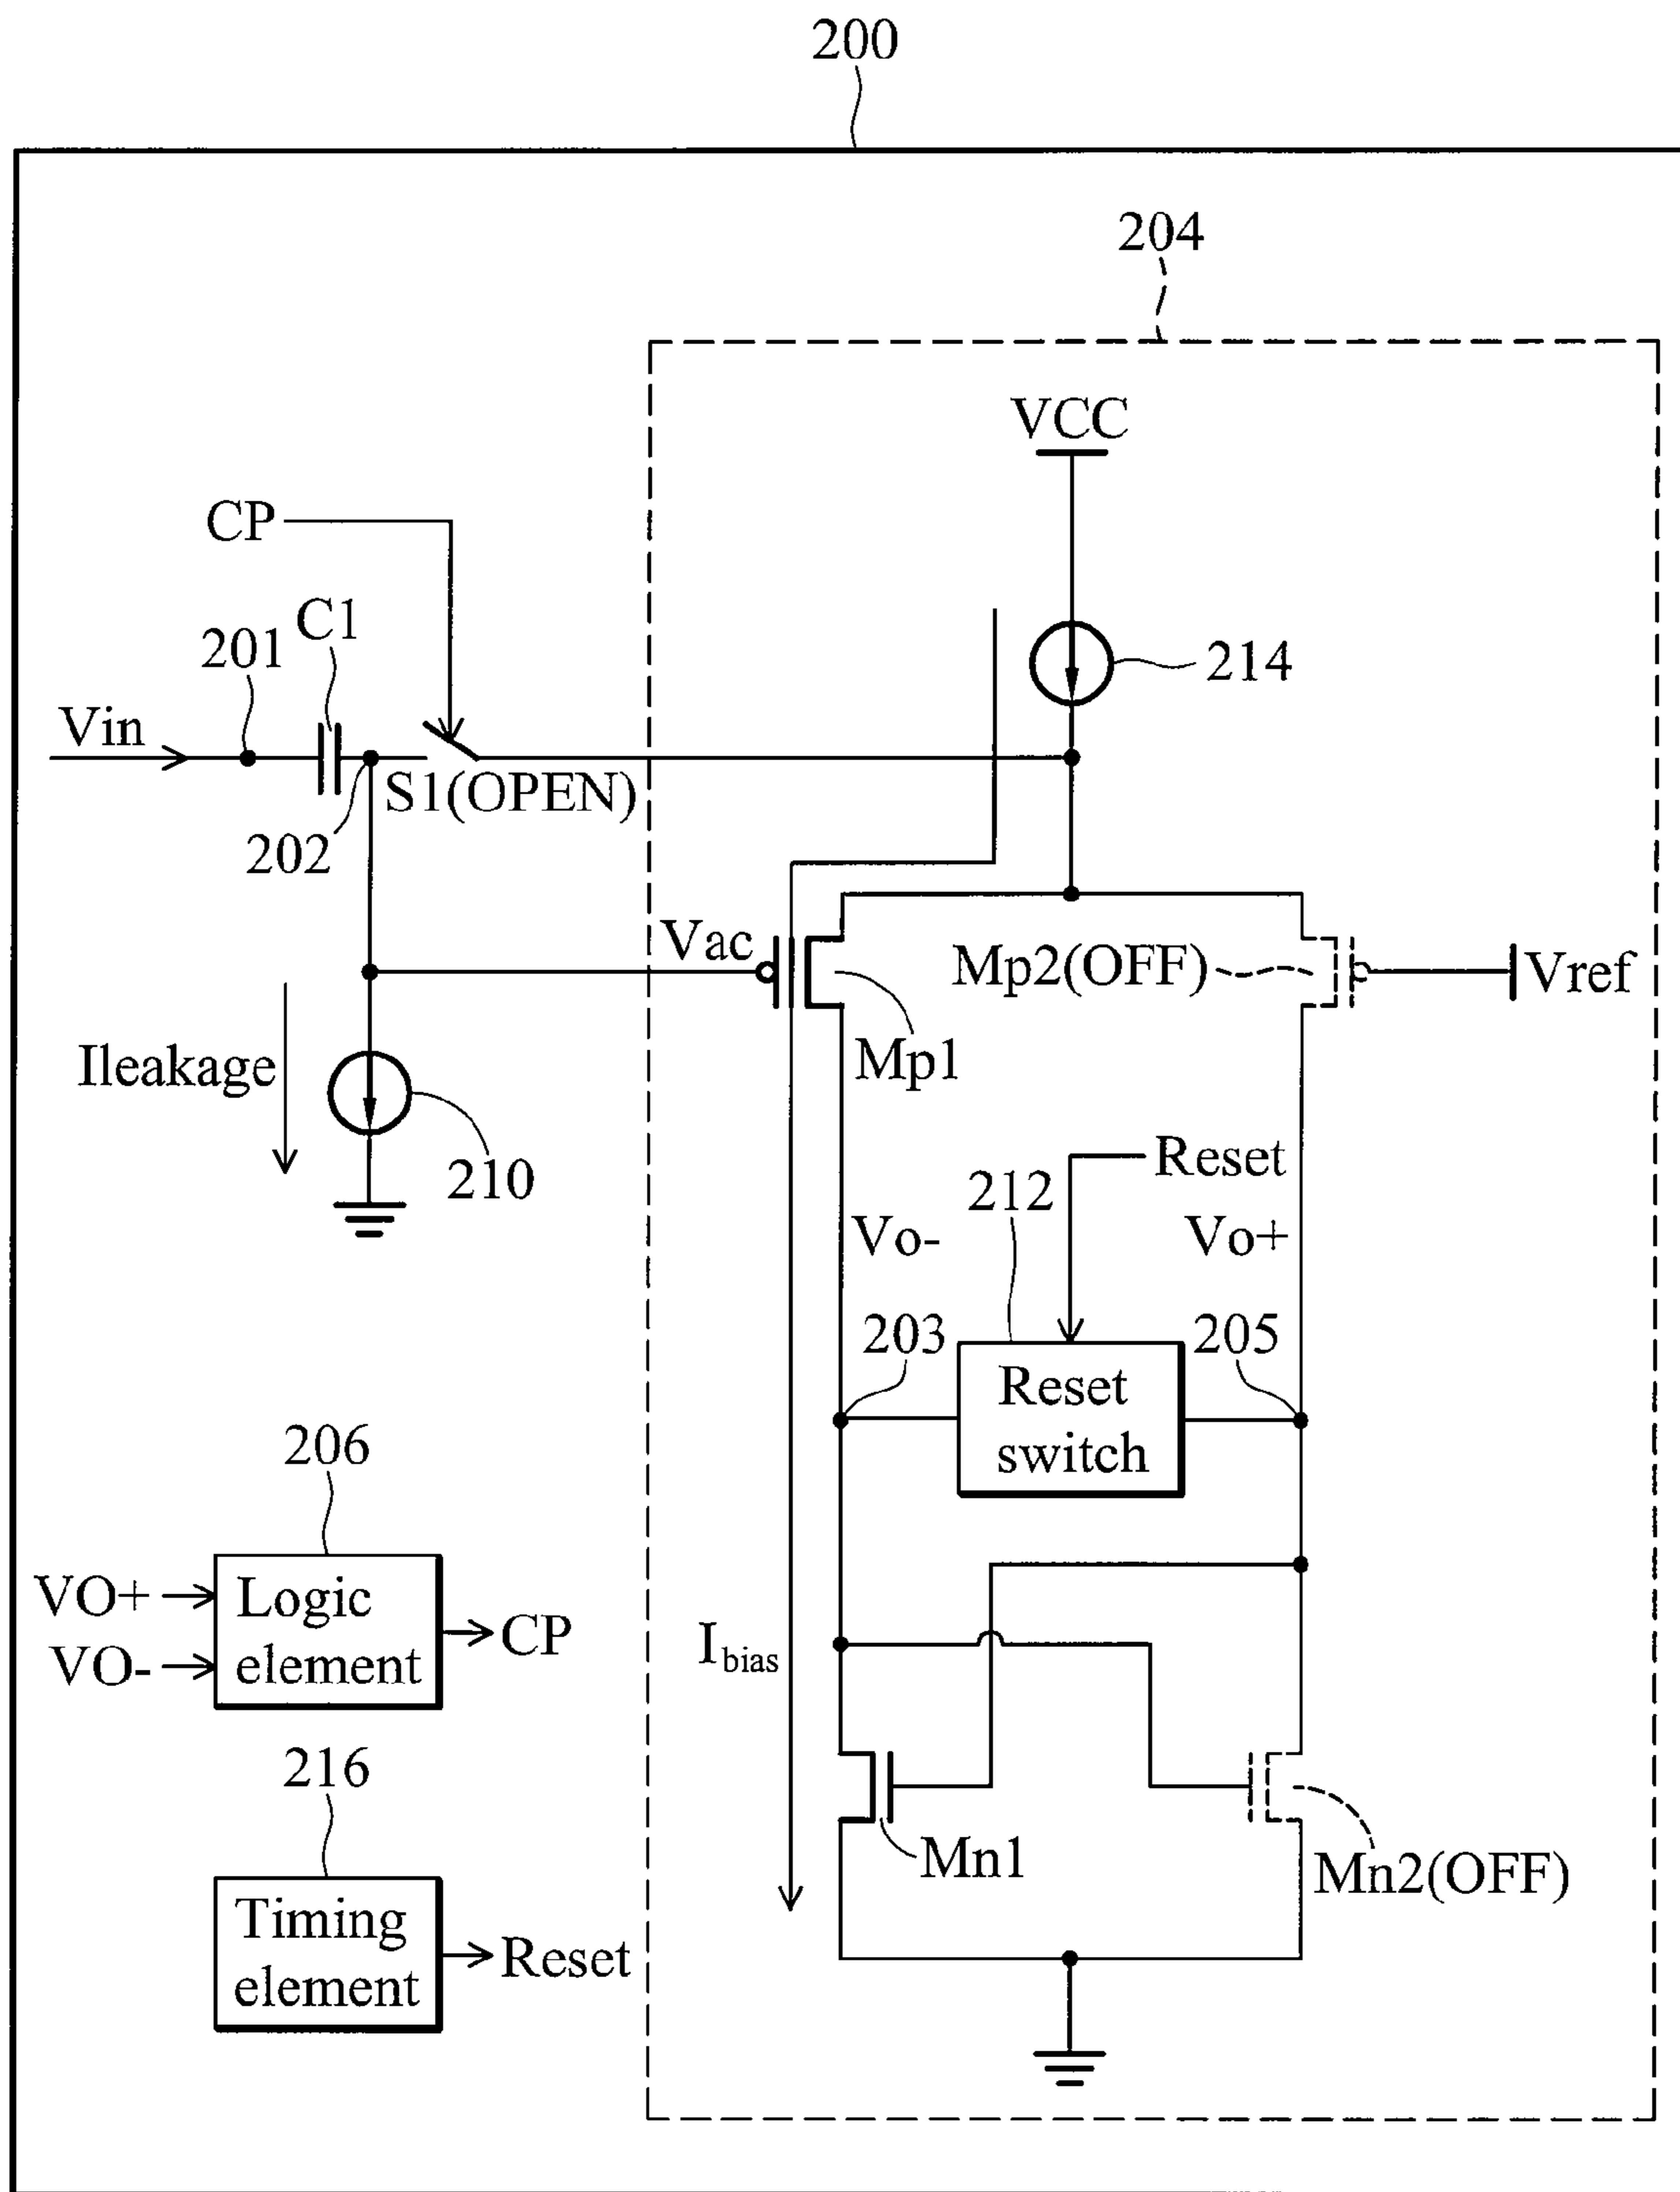 200
204
VCC
CP
C1
201
214
Vin
S1(OPEN)
202
Vac
Mp2(OFF)
Vref
Mp1
Ileakage
210
Reset
212
Vo-
Vo+
203
205
Reset
switch
206
VO+
VO-
Logic
element
CP
Ibias
216
Mn1
Mn2(OFF)
Timing
element
Reset